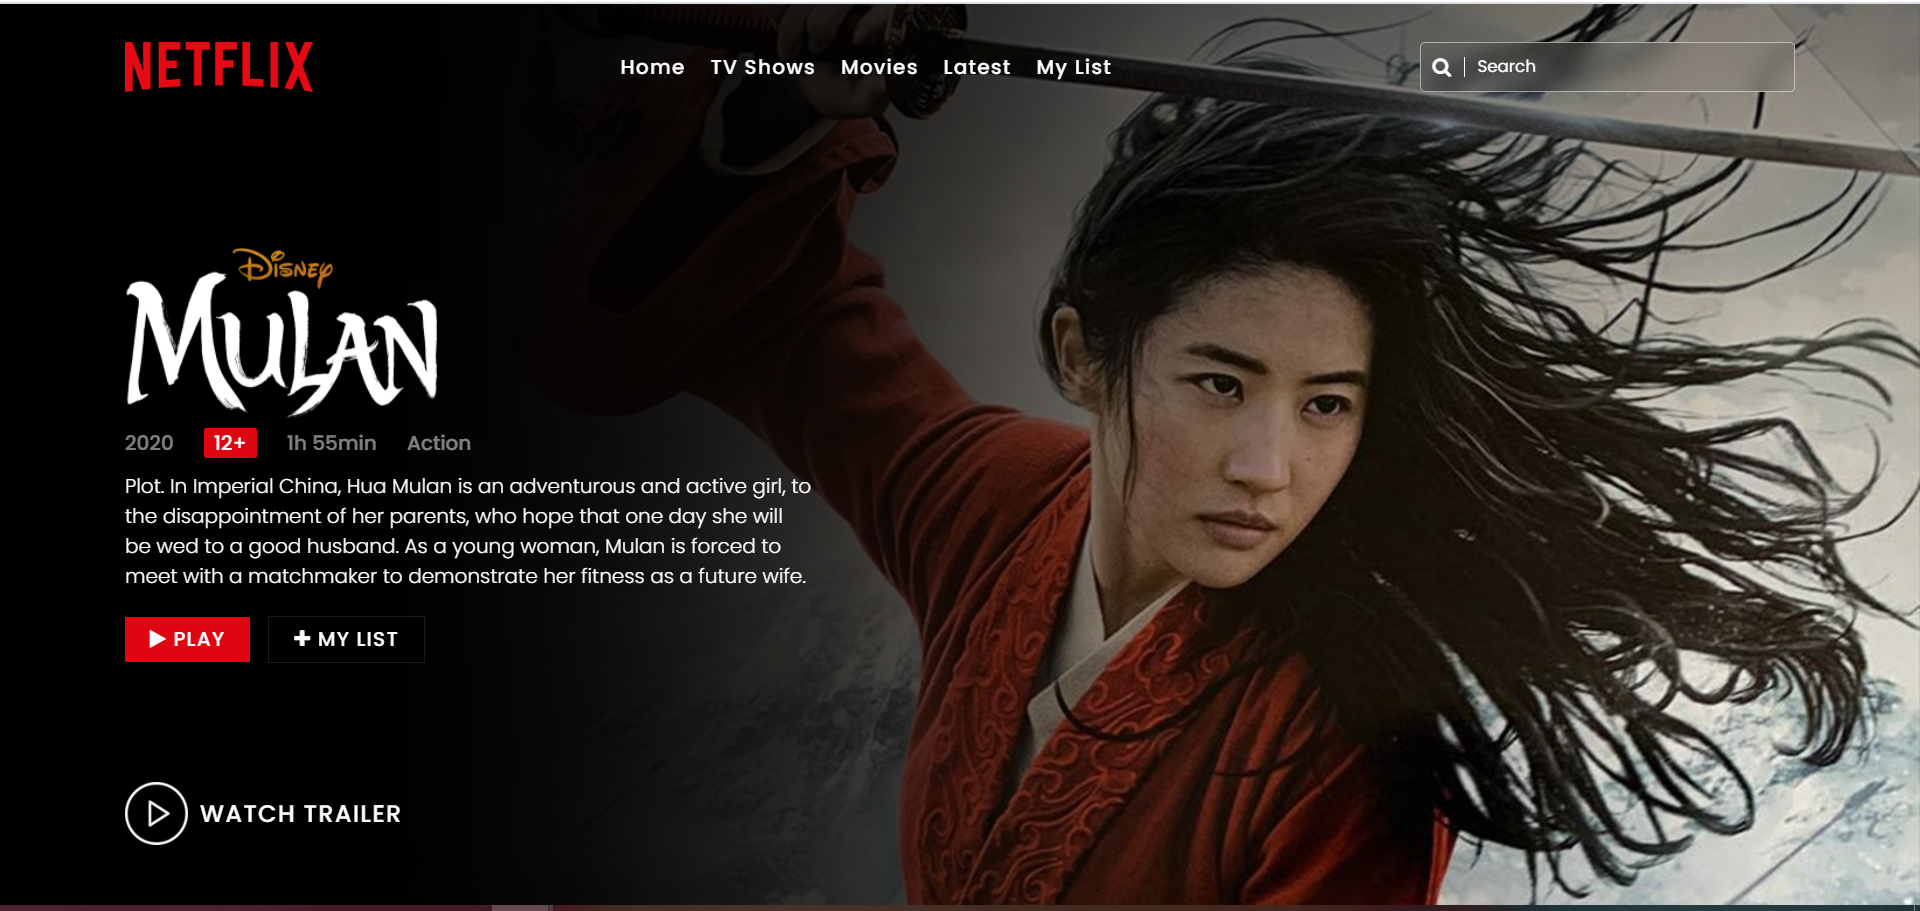 NETFLIX
Home TV Shows Movies Latest My List
Search
Disney
MULAN
2020 12+ 1h 55min Action
Plot. In Imperial China, Hua Mulan is an adventurous and active girl, to
the disappointment of her parents, who hope that one day she will
be wed to a good husband. As a young woman, Mulan is forced to
meet with a matchmaker to demonstrate her fitness as a future wife.
PLAY MY LIST
WATCH TRAILER